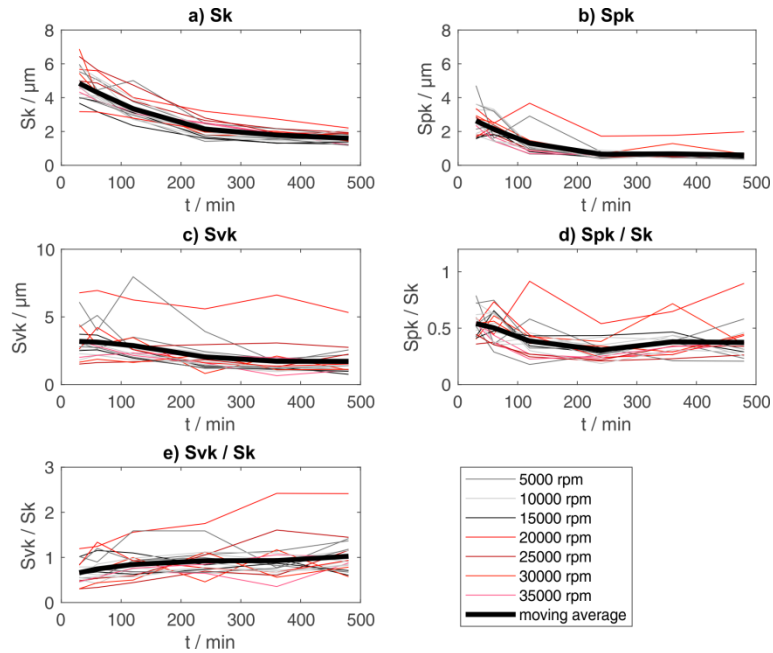 a) Sk
Sk / µm
8
6
4
2
0
0 100 200 300 400 500
t / min
b) Spk
Spk / µm
8
6
4
2
0
0 100 200 300 400 500
t / min
c) Svk
Svk / µm
10
5
0
0 100 200 300 400 500
t / min
d) Spk / Sk
Spk / Sk
1
0.5
0
0 100 200 300 400 500
t / min
e) Svk / Sk
Svk / Sk
3
2
1
0
0 100 200 300 400 500
t / min
5000 rpm
10000 rpm
15000 rpm
20000 rpm
25000 rpm
30000 rpm
35000 rpm
moving average